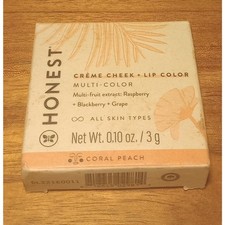 HONEST
CRÈME CHEEK + LIP COLOR
MULTI-COLOR
Multi-fruit extracts: Raspberry
+ Blackberry + Grape
ALL SKIN TYPES
Net Wt. 0.10 oz. / 3 g
CORAL PEACH